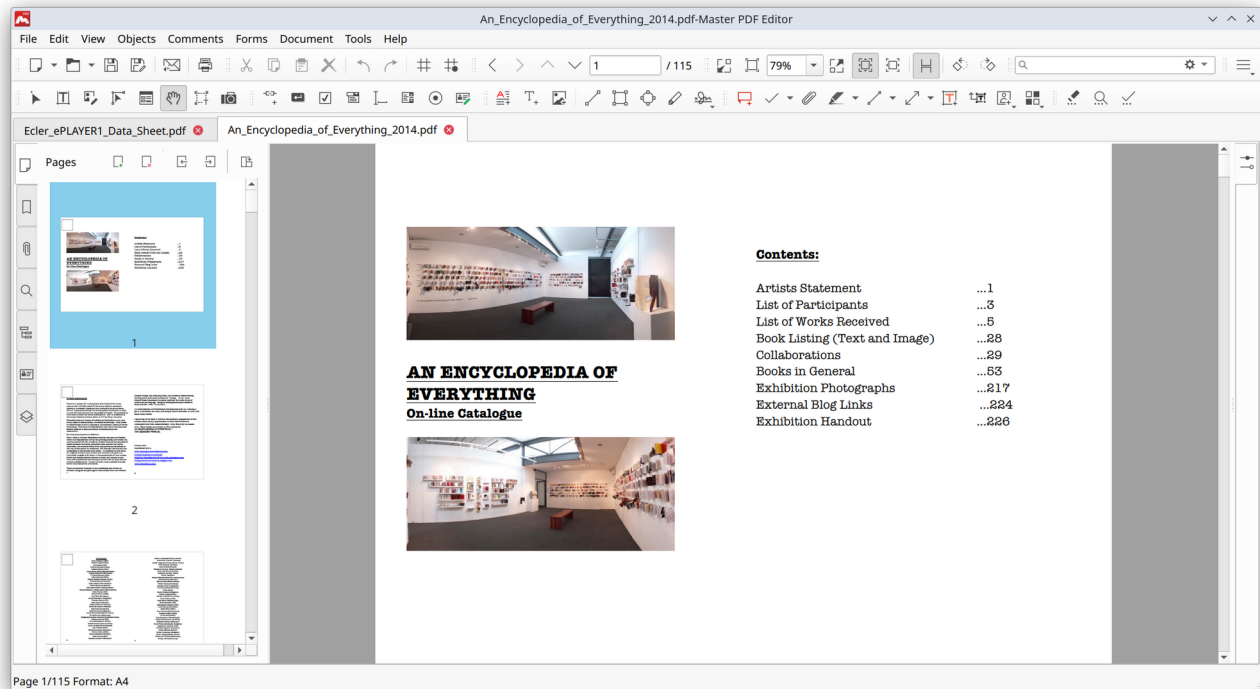 An_Encyclopedia_of_Everything_2014.pdf-Master PDF Editor
File Edit View Objects Comments Forms Document Tools Help
1 / 115 79%
Ecler_ePLAYER1_Data_Sheet.pdf An_Encyclopedia_of_Everything_2014.pdf
Pages
1
2
AN ENCYCLOPEDIA OF
EVERYTHING
On-line Catalogue
Contents:
Artists Statement ...1
List of Participants ...3
List of Works Received ...5
Book Listing (Text and Image) ...28
Collaborations ...29
Books in General ...53
Exhibition Photographs ...217
External Blog Links ...224
Exhibition Handout ...226
Page 1/115 Format: A4